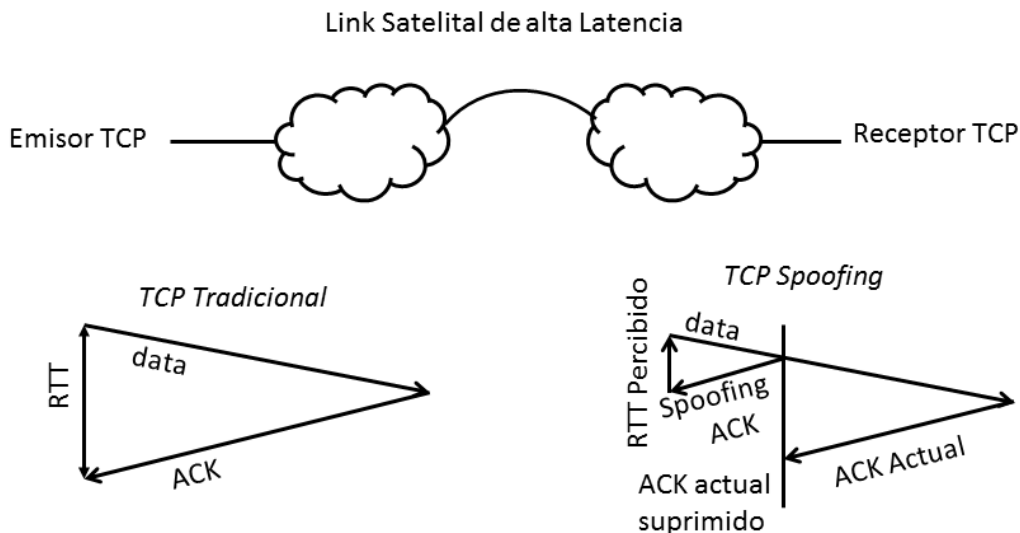 Link Satelital de alta Latencia
Emisor TCP
Receptor TCP
TCP Tradicional
RTT
data
ACK
TCP Spoofing
RTT Percibido
data
Spoofing
ACK
ACK Actual
ACK actual
suprimido